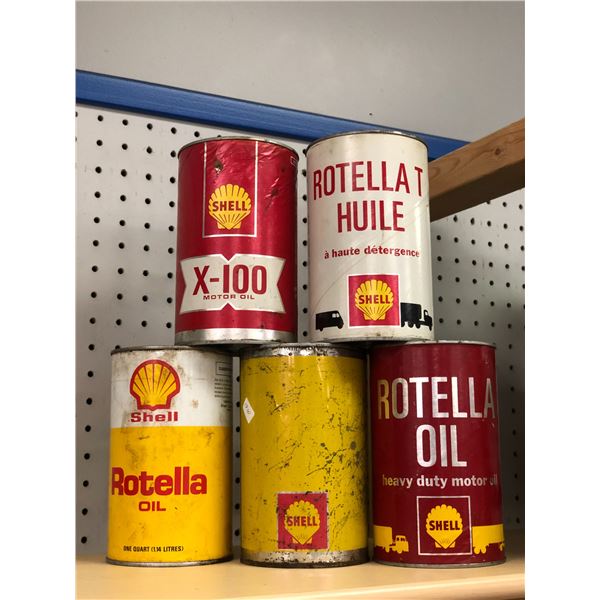 SHELL
X-100
MOTOR OIL
ROTELLA T
HUILE
à haute détergence
SHELL
Shell
Rotella
OIL
ONE QUART (1.14 LITRES)
SHELL
ROTELLA
OIL
heavy duty motor oil
SHELL